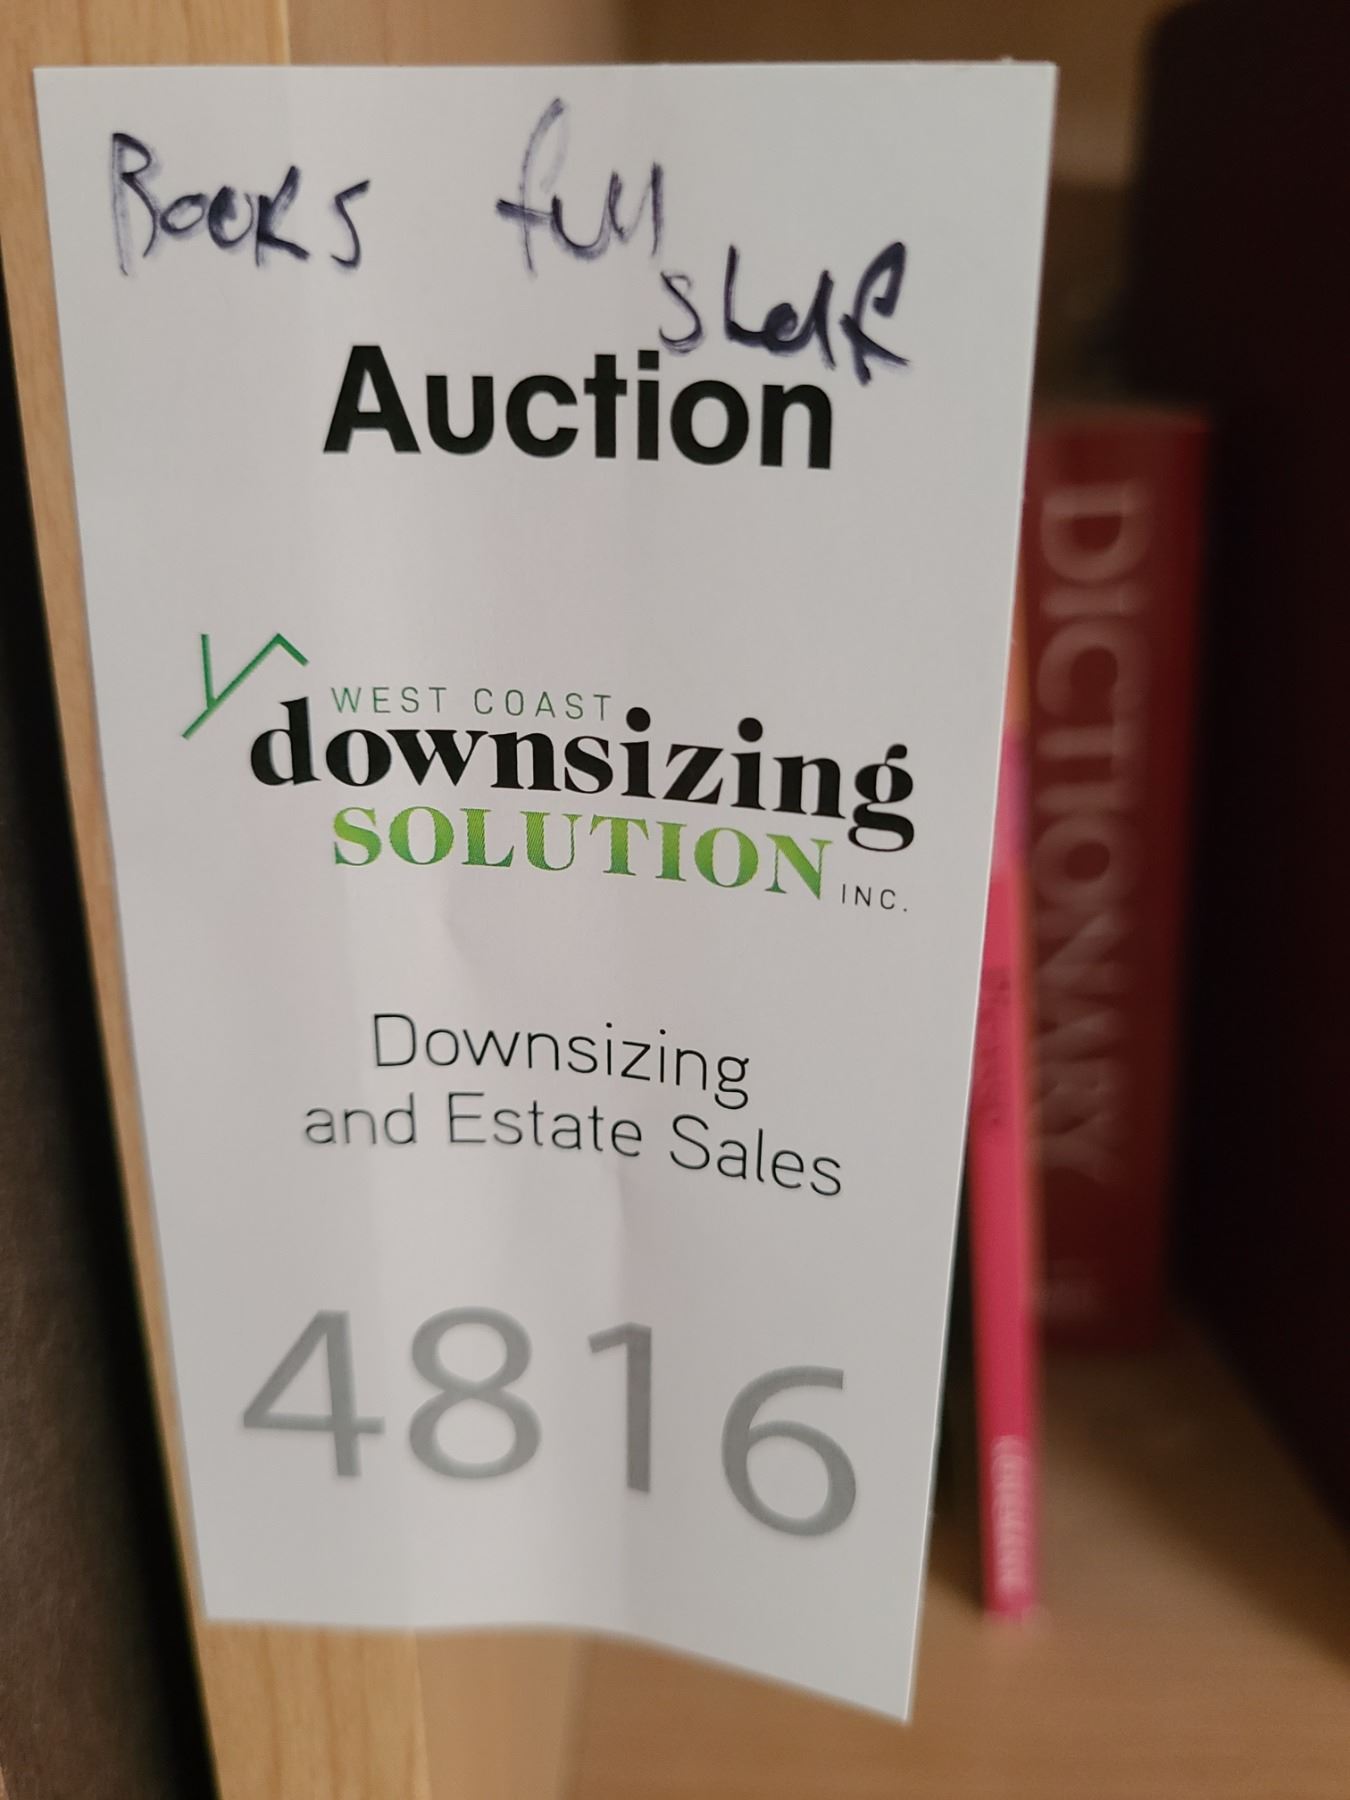 Books full
shelf
Auction
WEST COAST
downsizing
SOLUTION INC.
Downsizing
and Estate Sales
4816
DICTIONARY